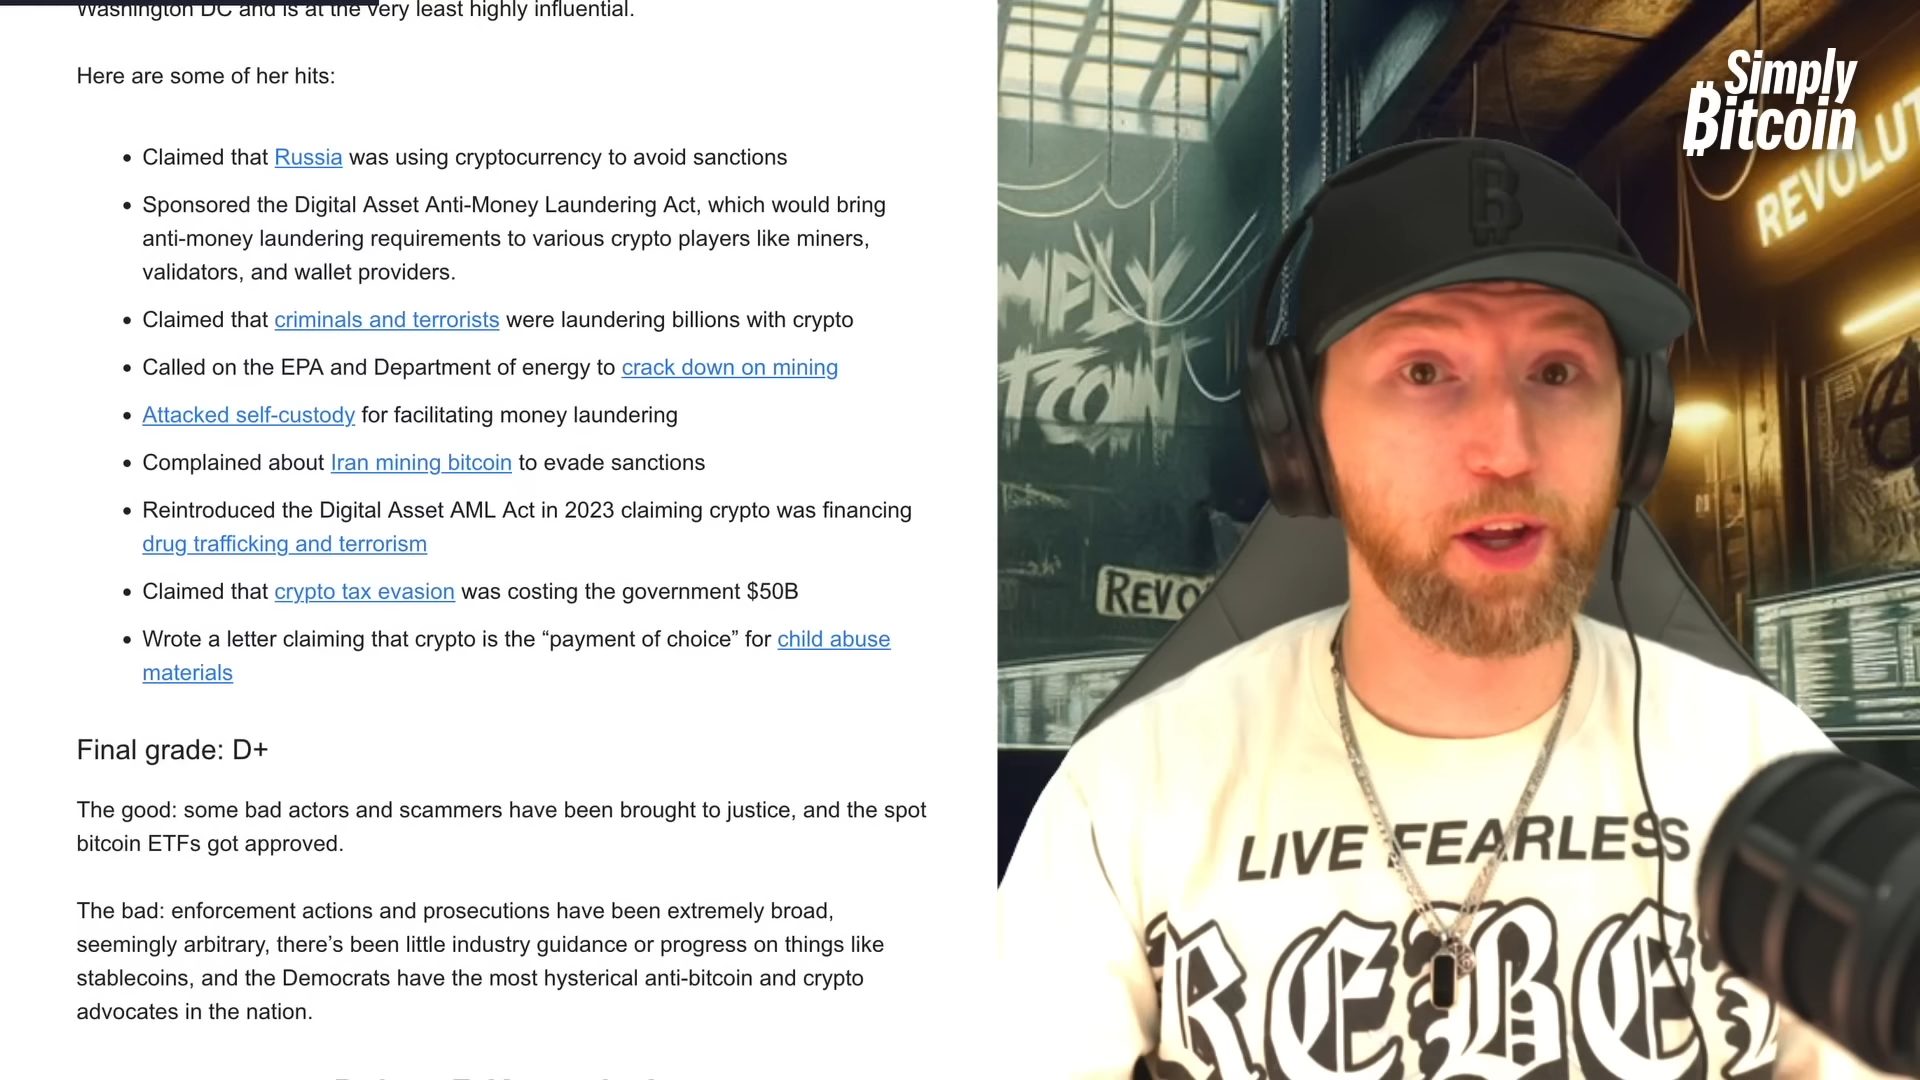 Washington DC and is at the very least highly influential.
Here are some of her hits:
• Claimed that Russia was using cryptocurrency to avoid sanctions
• Sponsored the Digital Asset Anti-Money Laundering Act, which would bring
anti-money laundering requirements to various crypto players like miners,
validators, and wallet providers.
• Claimed that criminals and terrorists were laundering billions with crypto
• Called on the EPA and Department of energy to crack down on mining
• Attacked self-custody for facilitating money laundering
• Complained about Iran mining bitcoin to evade sanctions
• Reintroduced the Digital Asset AML Act in 2023 claiming crypto was financing
drug trafficking and terrorism
• Claimed that crypto tax evasion was costing the government $50B
• Wrote a letter claiming that crypto is the “payment of choice” for child abuse
materials
Final grade: D+
The good: some bad actors and scammers have been brought to justice, and the spot
bitcoin ETFs got approved.
The bad: enforcement actions and prosecutions have been extremely broad,
seemingly arbitrary, there’s been little industry guidance or progress on things like
stablecoins, and the Democrats have the most hysterical anti-bitcoin and crypto
advocates in the nation.
Simply
₿itcoin
REVOLUT
MPLY
TCOIN
REVO
LIVE FEARLESS
REBEL